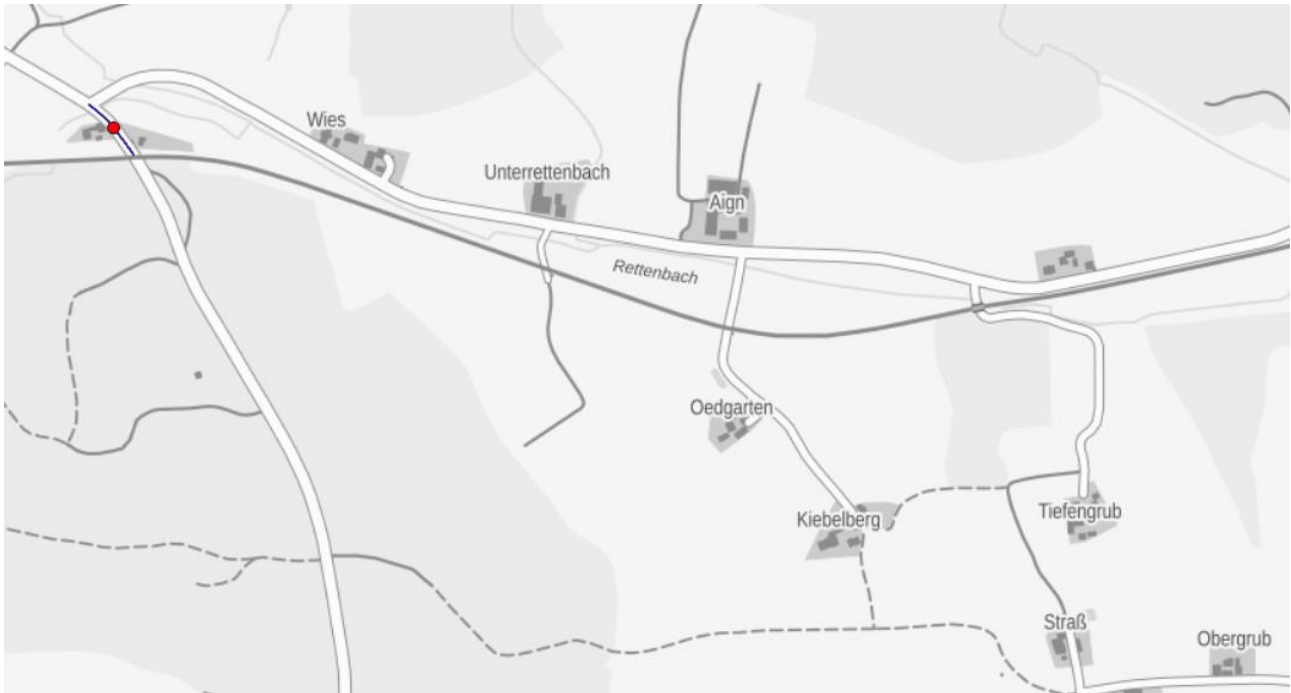 Wies
Unterrettenbach
Aign
Rettenbach
Oedgarten
Kiebelberg
Tiefengrub
Straß
Obergrub